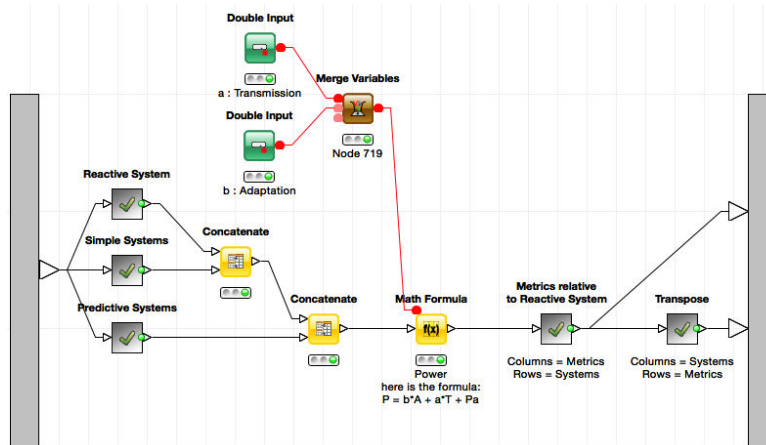 Double Input
a : Transmission
Merge Variables
Double Input
Node 719
b : Adaptation
Reactive System
Concatenate
Simple Systems
Predictive Systems
Concatenate
Math Formula
f(x)
Power
here is the formula:
P = b*A + a*T + Pa
Metrics relative
to Reactive System
Columns = Metrics
Rows = Systems
Transpose
Columns = Systems
Rows = Metrics